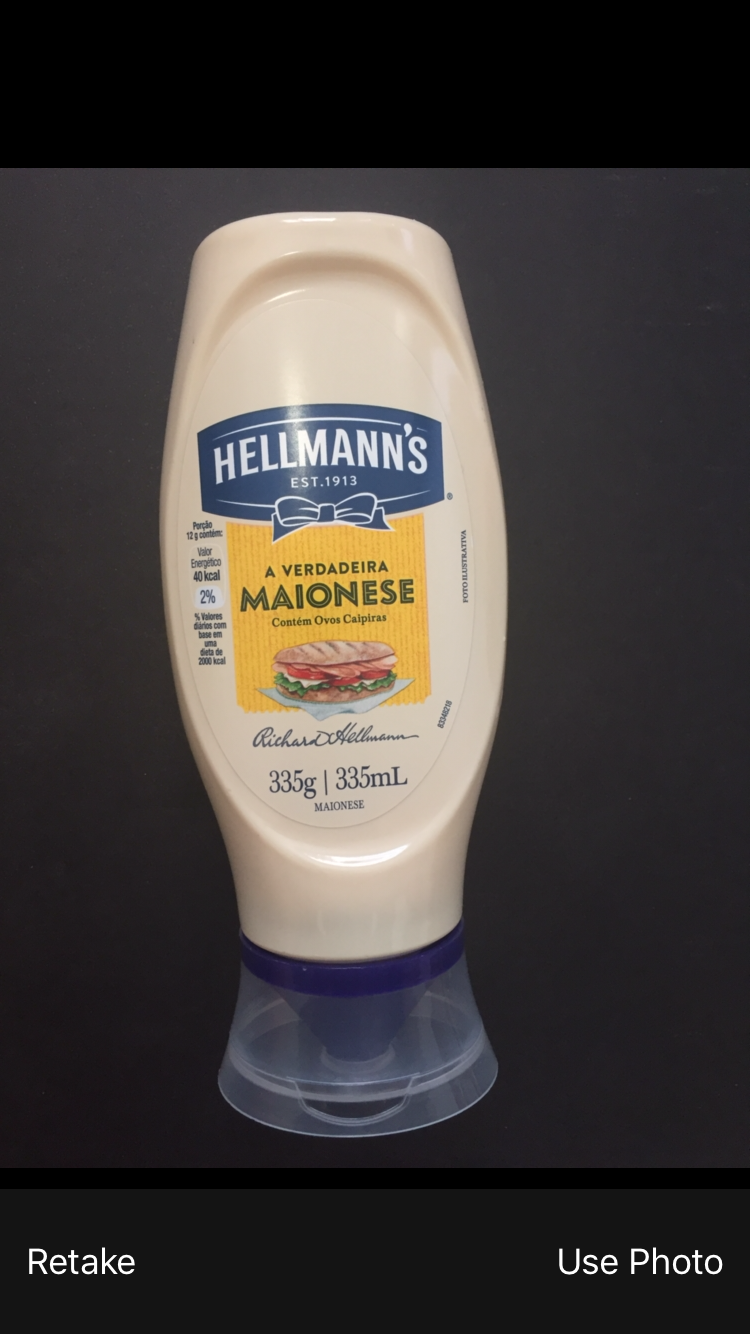 HELLMANN'S
EST.1913
®
Porção
12 g contém:
Valor
Energético
40 kcal
2%
% Valores
diários com
base em
uma
dieta de
2000 kcal
A VERDADEIRA
MAIONESE
Contém Ovos Caipiras
FOTO ILUSTRATIVA
83348218
Richard Hellmann
335g | 335mL
MAIONESE
Retake
Use Photo